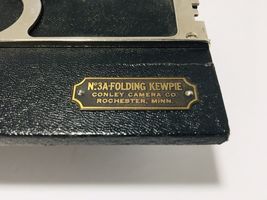 No. 3A-FOLDING KEWPIE
CONLEY CAMERA CO.
ROCHESTER, MINN.